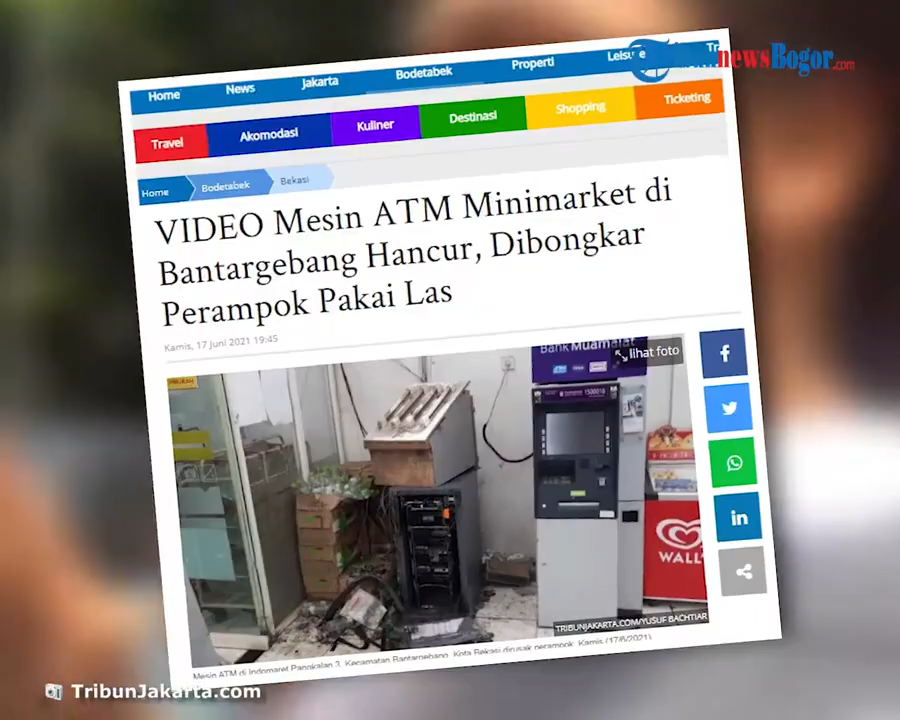 newsBogor.com
Home News Jakarta Bodetabek Properti
Travel Akomodasi Kuliner Destinasi Shopping Ticketing
Home Bodetabek Bekasi
VIDEO Mesin ATM Minimarket di
Bantargebang Hancur, Dibongkar
Perampok Pakai Las
Kamis, 17 Juni 2021 19:45
Bank Muamalat
lihat foto
WALL'
in
TRIBUNJAKARTA.COM/YUSUF BACHTIAR
Mesin ATM di Indomaret Pangkalan 3, Kecamatan Bantargebang, Kota Bekasi dirusak perampok, Kamis (17/6/2021)
TribunJakarta.com